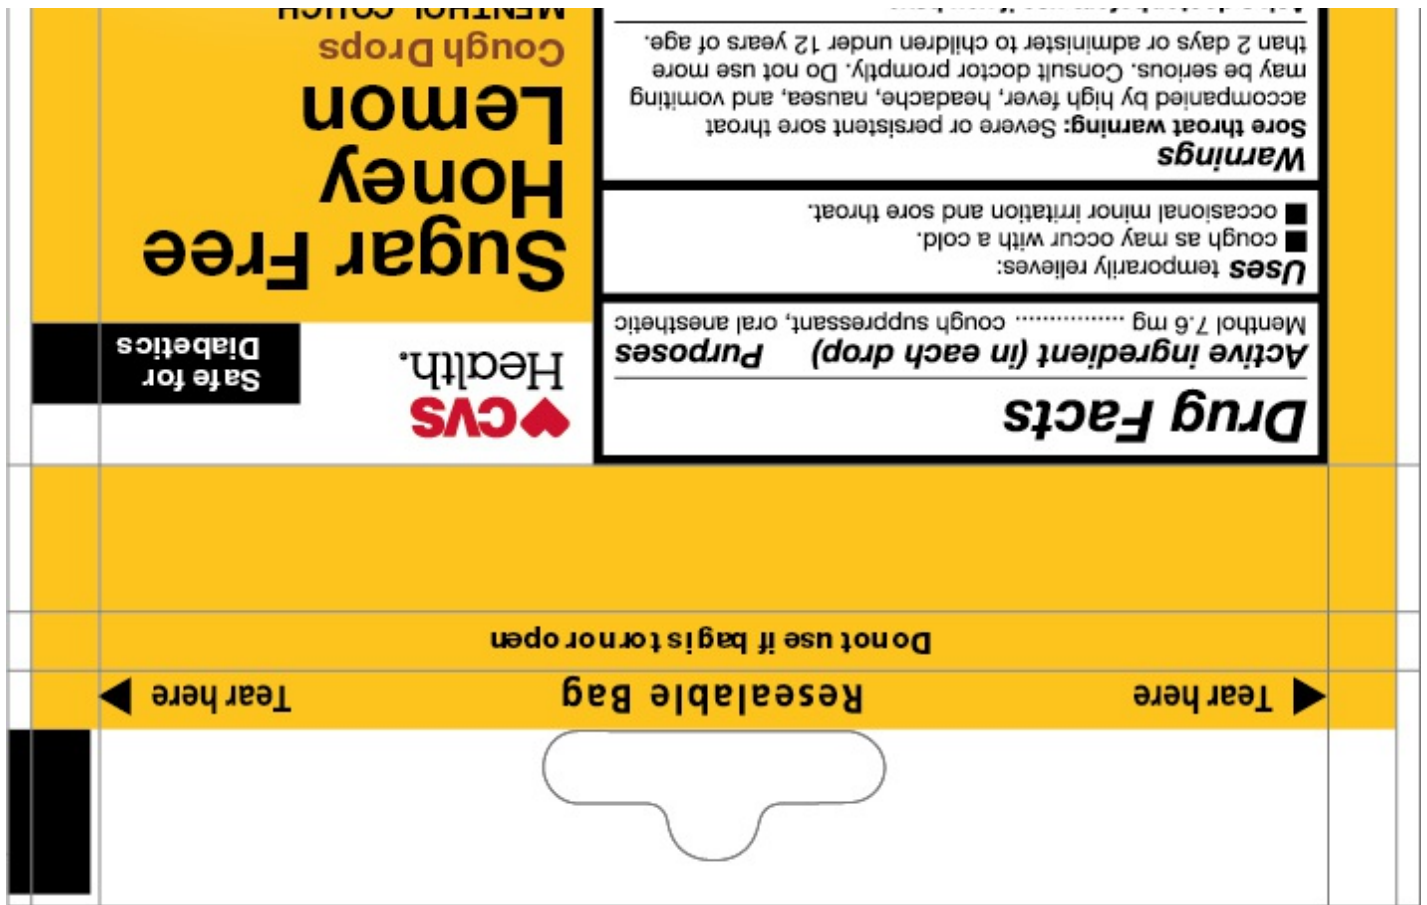 Tear here
Resealable Bag
Tear here
Do not use if bag is torn or open
Drug Facts
Active ingredient (in each drop) Purposes
Menthol 7.6 mg ................ cough suppressant, oral anesthetic
Uses temporarily relieves:
■ cough as may occur with a cold.
■ occasional minor irritation and sore throat.
Warnings
Sore throat warning: Severe or persistent sore throat
accompanied by high fever, headache, nausea, and vomiting
may be serious. Consult doctor promptly. Do not use more
than 2 days or administer to children under 12 years of age.
CVS
Health.
Safe for
Diabetics
Sugar Free
Honey
Lemon
Cough Drops
MENTHOL COUGH